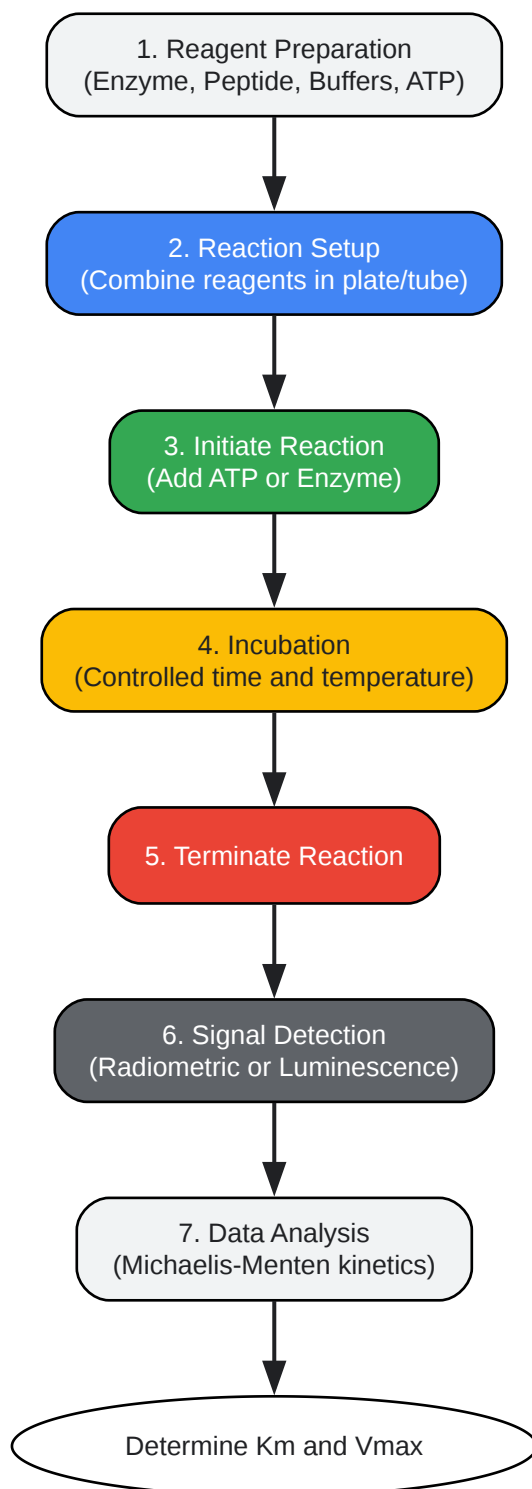 1. Reagent Preparation
(Enzyme, Peptide, Buffers, ATP)
2. Reaction Setup
(Combine reagents in plate/tube)
3. Initiate Reaction
(Add ATP or Enzyme)
4. Incubation
(Controlled time and temperature)
5. Terminate Reaction
6. Signal Detection
(Radiometric or Luminescence)
7. Data Analysis
(Michaelis-Menten kinetics)
Determine Km and Vmax